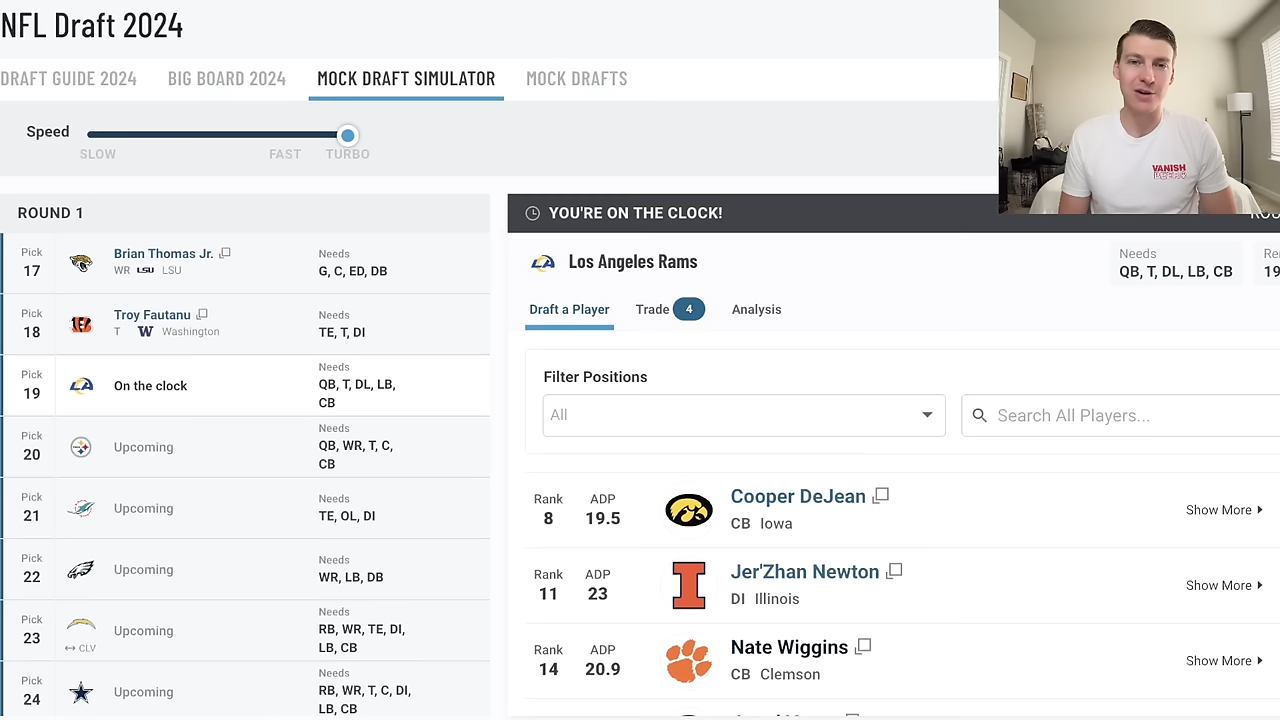 NFL Draft 2024
DRAFT GUIDE 2024 BIG BOARD 2024 MOCK DRAFT SIMULATOR MOCK DRAFTS
Speed
SLOW FAST TURBO
VANISH
ROUND 1
Pick 17
Brian Thomas Jr.
WR LSU LSU
Needs
G, C, ED, DB
Pick 18
Troy Fautanu
T W Washington
Needs
TE, T, DI
Pick 19
LA
On the clock
Needs
QB, T, DL, LB,
CB
Pick 20
Upcoming
Needs
QB, WR, T, C,
CB
Pick 21
Upcoming
Needs
TE, OL, DI
Pick 22
Upcoming
Needs
WR, LB, DB
Pick 23
↔ CLV
Upcoming
Needs
RB, WR, TE, DI,
LB, CB
Pick 24
Upcoming
Needs
RB, WR, T, C, DI,
LB, CB
YOU'RE ON THE CLOCK!
LA Los Angeles Rams
Needs
QB, T, DL, LB, CB
Draft a Player Trade 4 Analysis
Filter Positions
All
Search All Players...
Rank 8
ADP 19.5
Cooper DeJean
CB Iowa
Show More
Rank 11
ADP 23
I
Jer'Zhan Newton
DI Illinois
Show More
Rank 14
ADP 20.9
Nate Wiggins
CB Clemson
Show More